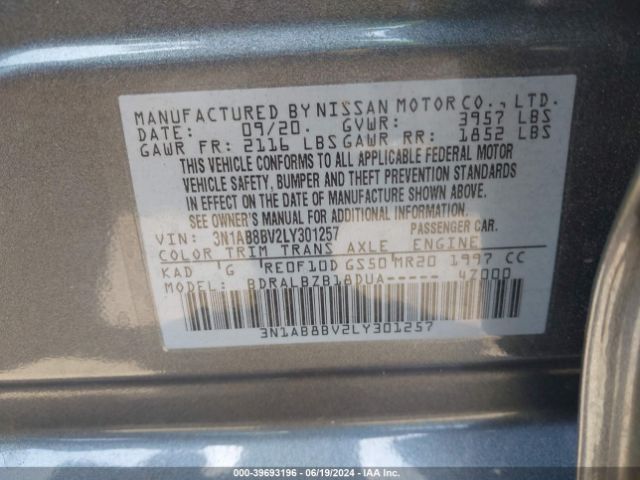 MANUFACTURED BY NISSAN MOTOR CO., LTD.
DATE: 09/20. GVWR: 3957 LBS
GAWR FR: 2116 LBS GAWR RR: 1852 LBS
THIS VEHICLE CONFORMS TO ALL APPLICABLE FEDERAL MOTOR
VEHICLE SAFETY, BUMPER AND THEFT PREVENTION STANDARDS
IN EFFECT ON THE DATE OF MANUFACTURE SHOWN ABOVE.
SEE OWNER'S MANUAL FOR ADDITIONAL INFORMATION.
VIN: 3N1AB8BV2LY301257 PASSENGER CAR.
COLOR TRIM TRANS AXLE ENGINE
KAD G RE0F10D GS50 MR20 1997 CC
MODEL: BDRALBZB18DUA- 4Z000
3N1AB8BV2LY301257
000-39693196 - 06/19/2024 - IAA Inc.